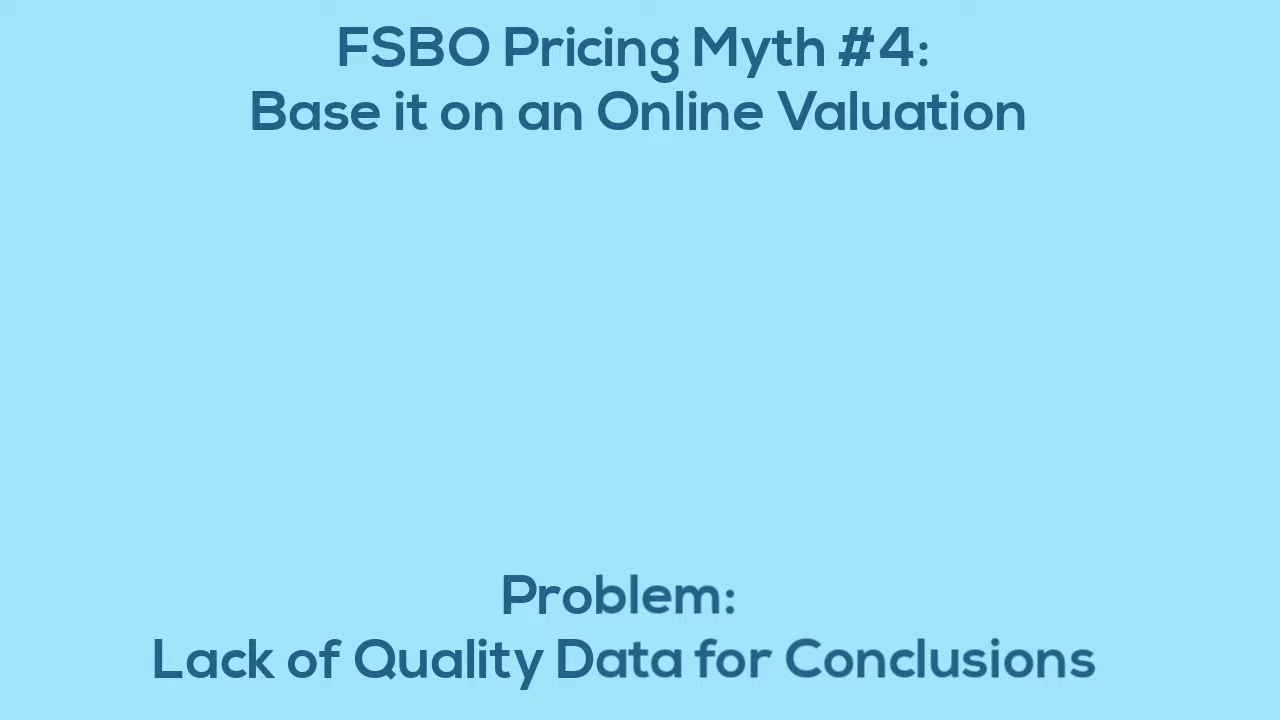 FSBO Pricing Myth #4:
Base it on an Online Valuation
Problem:
Lack of Quality Data for Conclusions